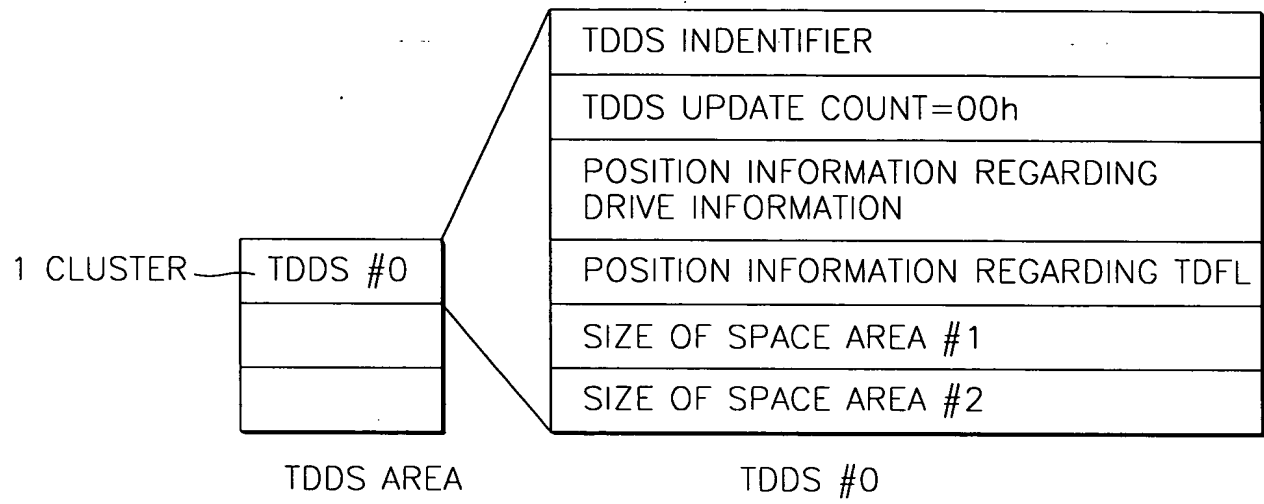 TDDS INDENTIFIER
TDDS UPDATE COUNT=00h
POSITION INFORMATION REGARDING
DRIVE INFORMATION
POSITION INFORMATION REGARDING TDFL
SIZE OF SPACE AREA #1
SIZE OF SPACE AREA #2
1 CLUSTER
TDDS #0
TDDS AREA
TDDS #0